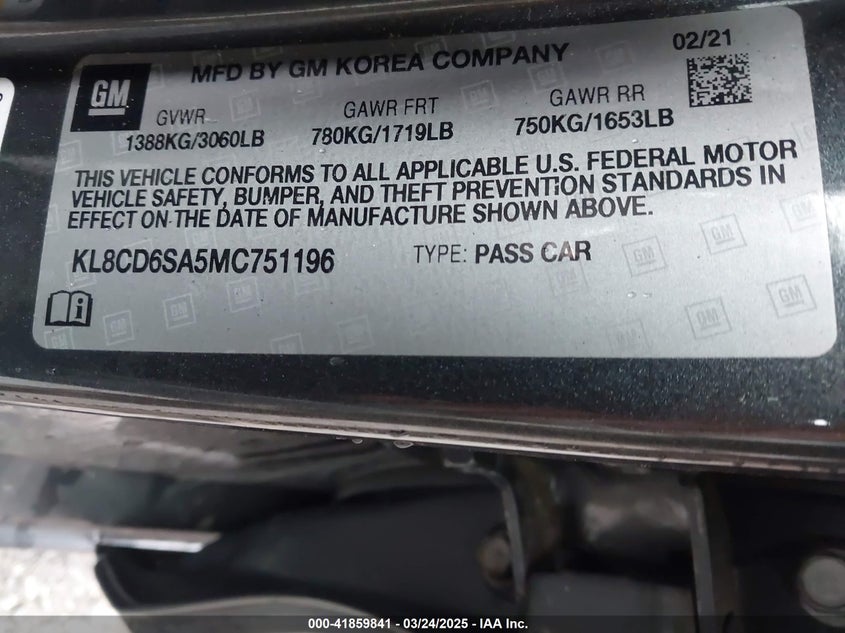 GM
MFD BY GM KOREA COMPANY
02/21
GVWR
GAWR FRT
GAWR RR
1388KG/3060LB
780KG/1719LB
750KG/1653LB
THIS VEHICLE CONFORMS TO ALL APPLICABLE U.S. FEDERAL MOTOR
VEHICLE SAFETY, BUMPER, AND THEFT PREVENTION STANDARDS IN
EFFECT ON THE DATE OF MANUFACTURE SHOWN ABOVE.
KL8CD6SA5MC751196
TYPE: PASS CAR
000-41859841 - 03/24/2025 - IAA Inc.